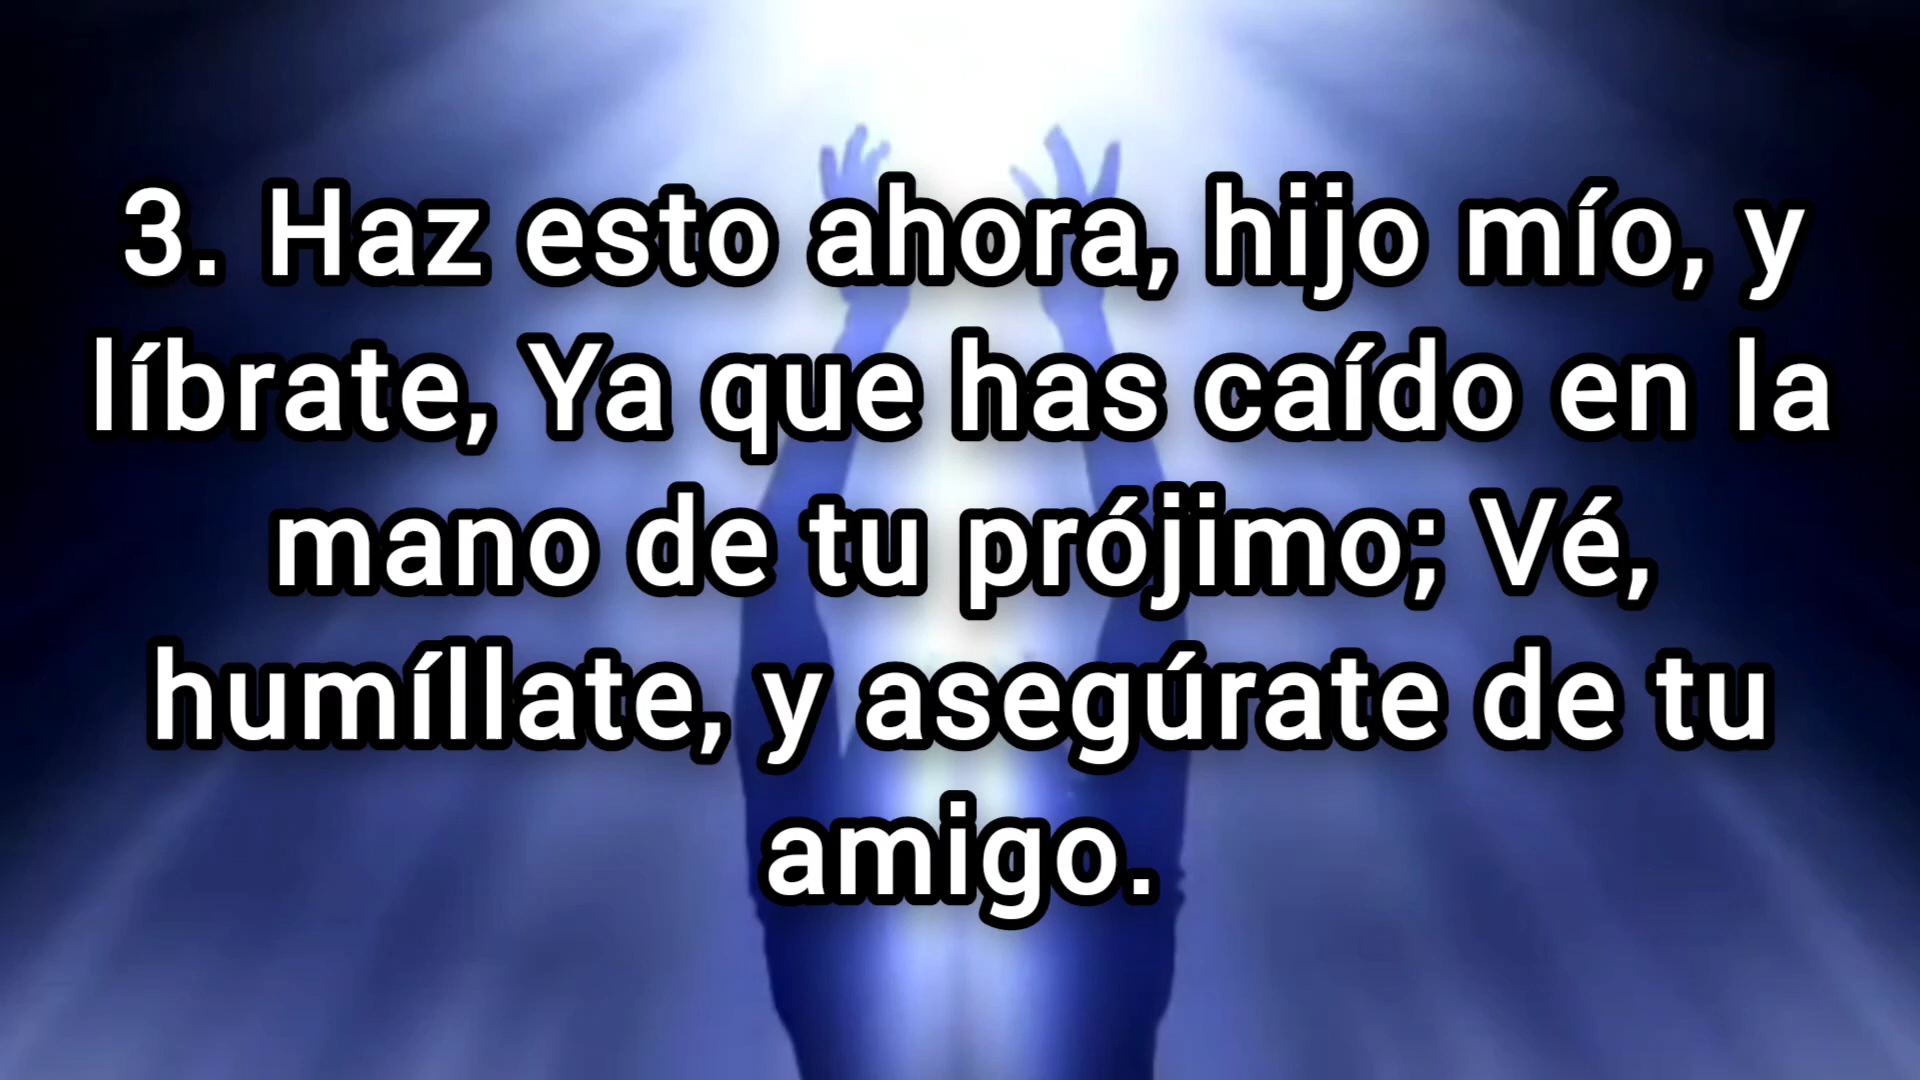 3. Haz esto ahora, hijo mío, y
líbrate, Ya que has caído en la
mano de tu prójimo; Vé,
humíllate, y asegúrate de tu
amigo.